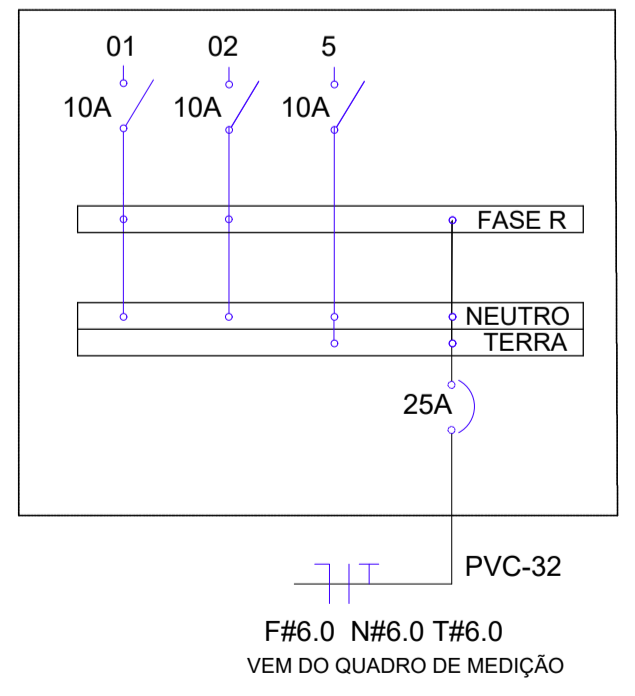 01 02 5
10A 10A 10A
FASE R
NEUTRO
TERRA
25A
PVC-32
F#6.0 N#6.0 T#6.0
VEM DO QUADRO DE MEDIÇÃO